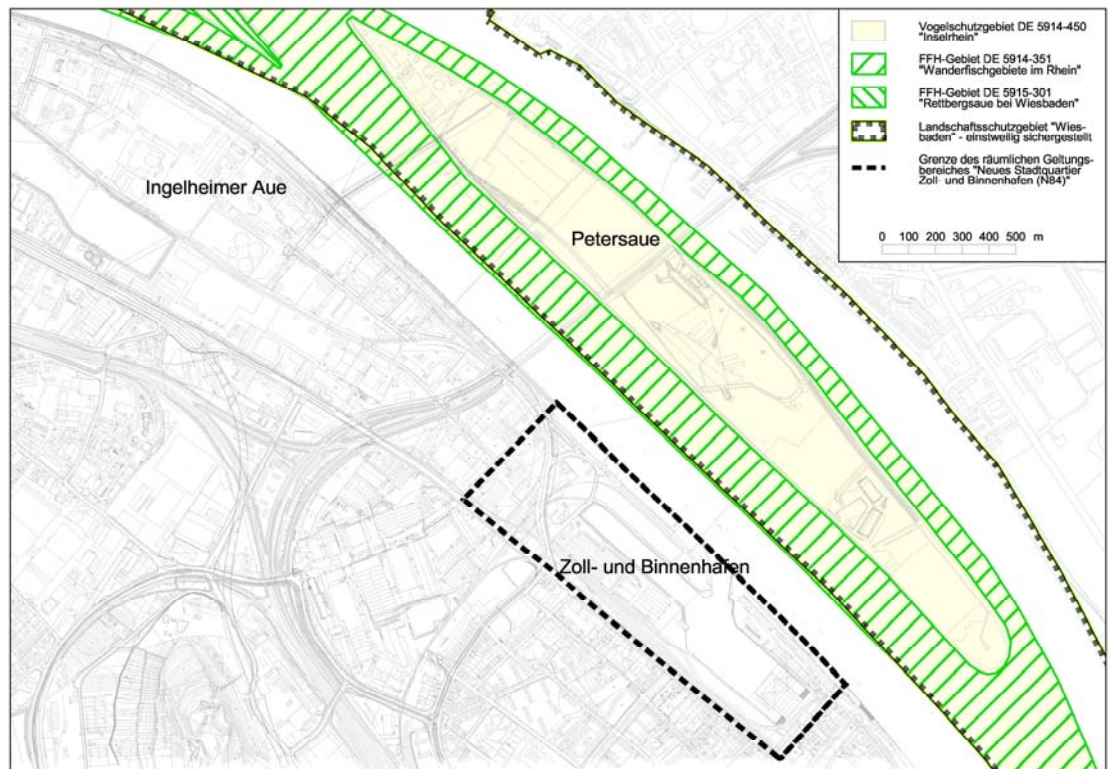 Vogelschutzgebiet DE 5914-450
"Inselrhein"
FFH-Gebiet DE 5914-351
"Wanderfischgebiete im Rhein"
FFH-Gebiet DE 5915-301
"Rettbergsaue bei Wiesbaden"
Landschaftsschutzgebiet "Wies-
baden" - einstweilig sichergestellt
Grenze des räumlichen Geltungs-
bereiches "Neues Stadtquartier
Zoll- und Binnenhafen (N84)"
0 100 200 300 400 500 m
Ingelheimer Aue
Petersaue
Zoll- und Binnenhafen